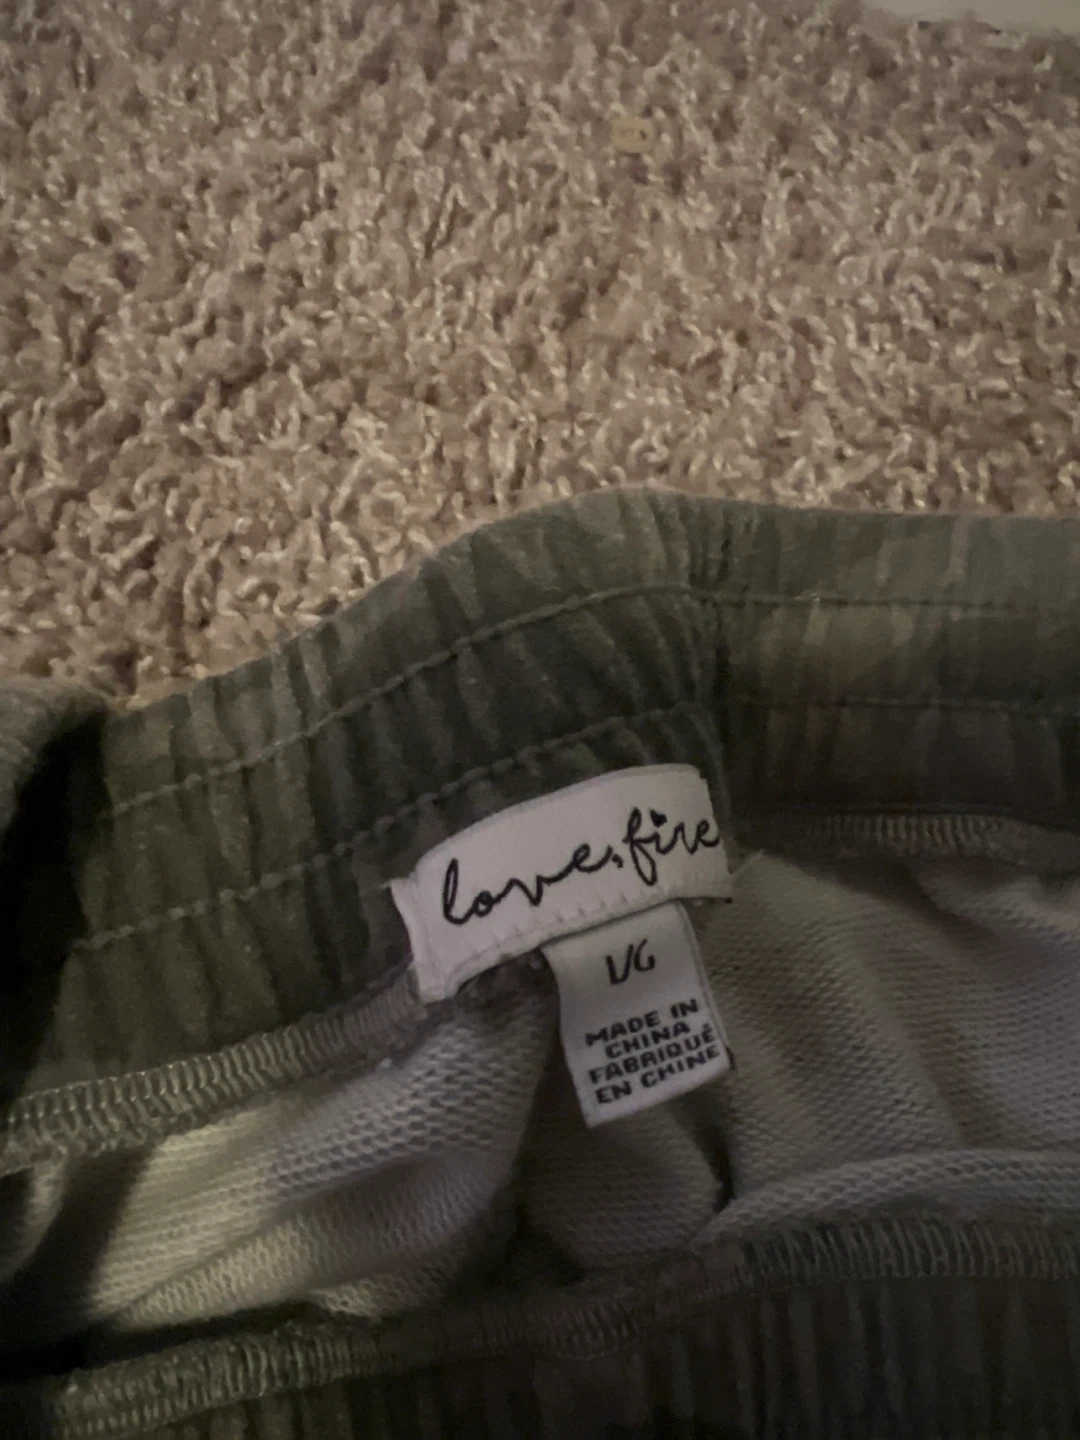 love, fire
L/G
MADE IN
CHINA
FABRIQUÉ
EN CHINE